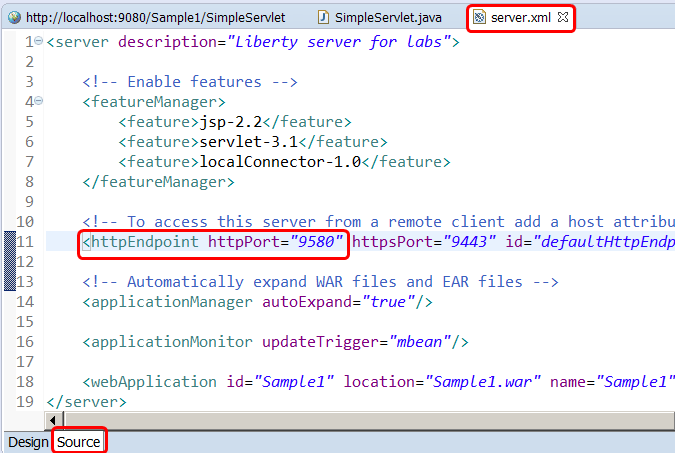 http://localhost:9080/Sample1/SimpleServlet SimpleServlet.java server.xml
1 <server description="Liberty server for labs">
2
3 <!-- Enable features -->
4 <featureManager>
5 <feature>jsp-2.2</feature>
6 <feature>servlet-3.1</feature>
7 <feature>localConnector-1.0</feature>
8 </featureManager>
9
10 <!-- To access this server from a remote client add a host attribu
11 <httpEndpoint httpPort="9580" httpsPort="9443" id="defaultHttpEndp
12
13 <!-- Automatically expand WAR files and EAR files -->
14 <applicationManager autoExpand="true"/>
15
16 <applicationMonitor updateTrigger="mbean"/>
17
18 <webApplication id="Sample1" location="Sample1.war" name="Sample1"
19 </server>
Design Source